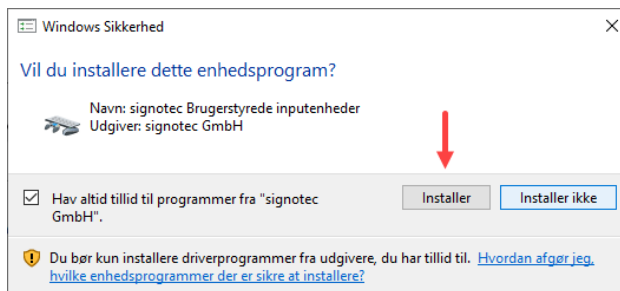 Windows Sikkerhed
Vil du installere dette enhedsprogram?
Navn: signotec Brugerstyrede inputenheder
Udgiver: signotec GmbH
Hav altid tillid til programmer fra "signotec
GmbH".
Installer
Installer ikke
Du bør kun installere driverprogrammer fra udgivere, du har tillid til. Hvordan afgør jeg,
hvilke enhedsprogrammer der er sikre at installere?